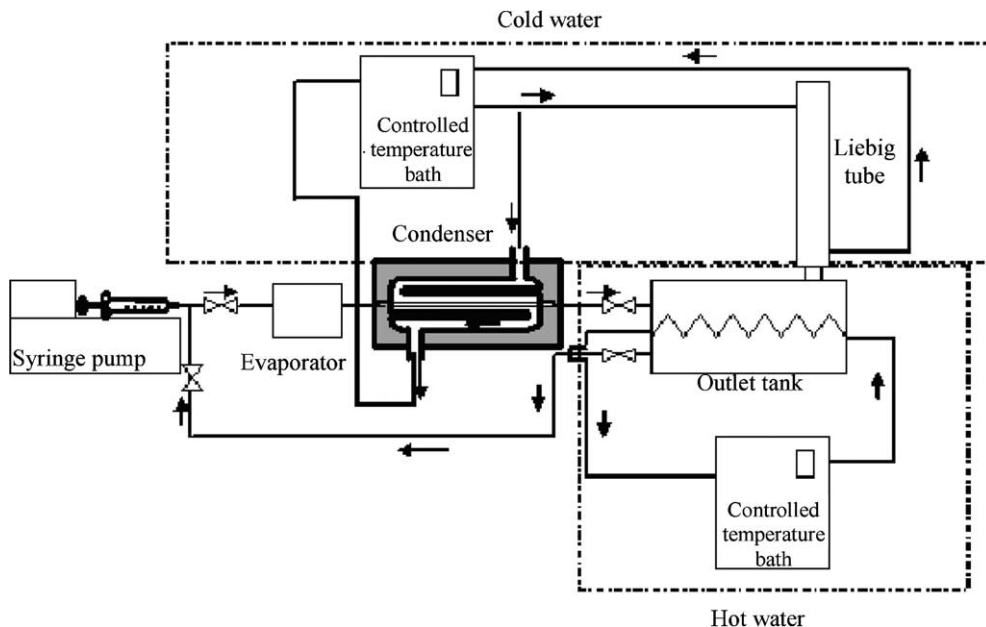 Cold water
Controlled
temperature
bath
Liebig
tube
Condenser
Syringe pump
Evaporator
Outlet tank
Controlled
temperature
bath
Hot water